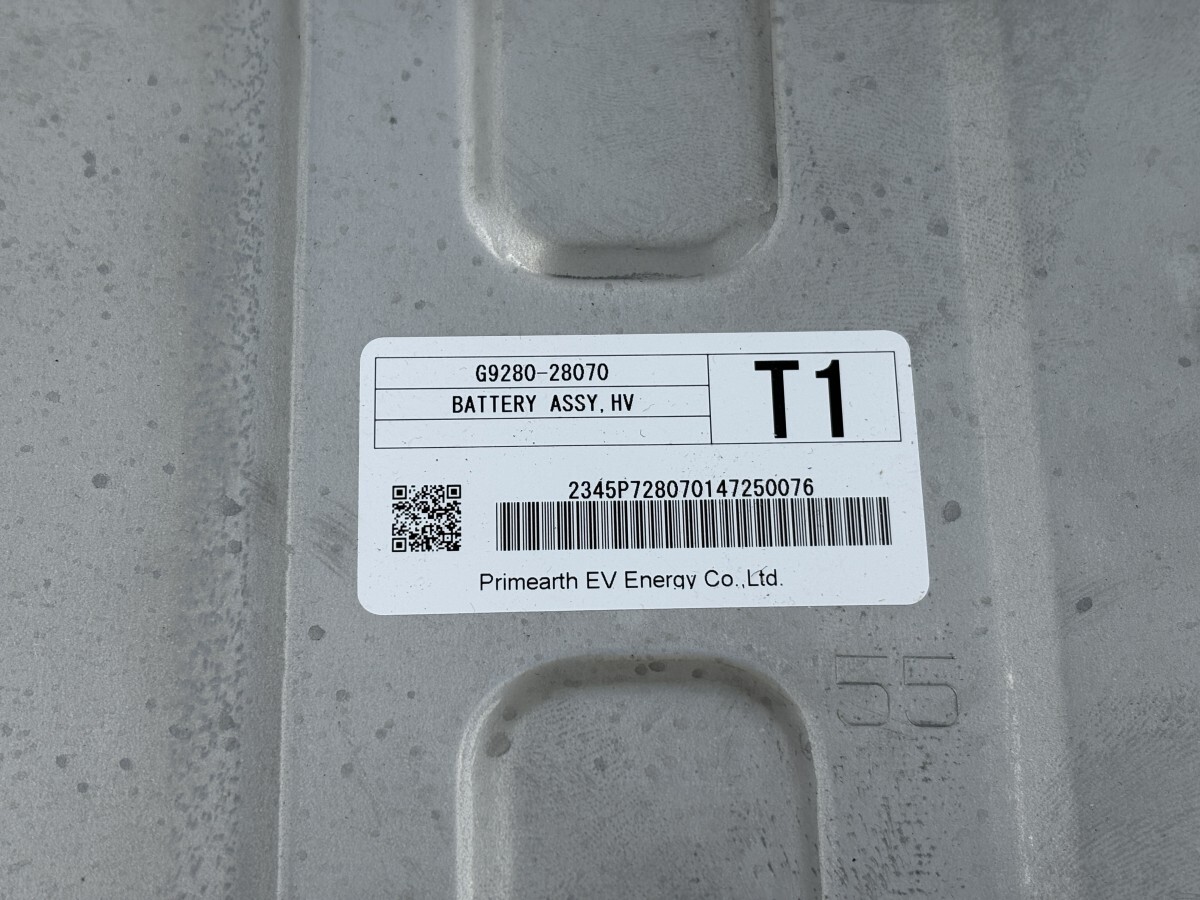 G9280-28070
BATTERY ASSY,HV
T1
2345P728070147250076
Primearth EV Energy Co.,Ltd.
55